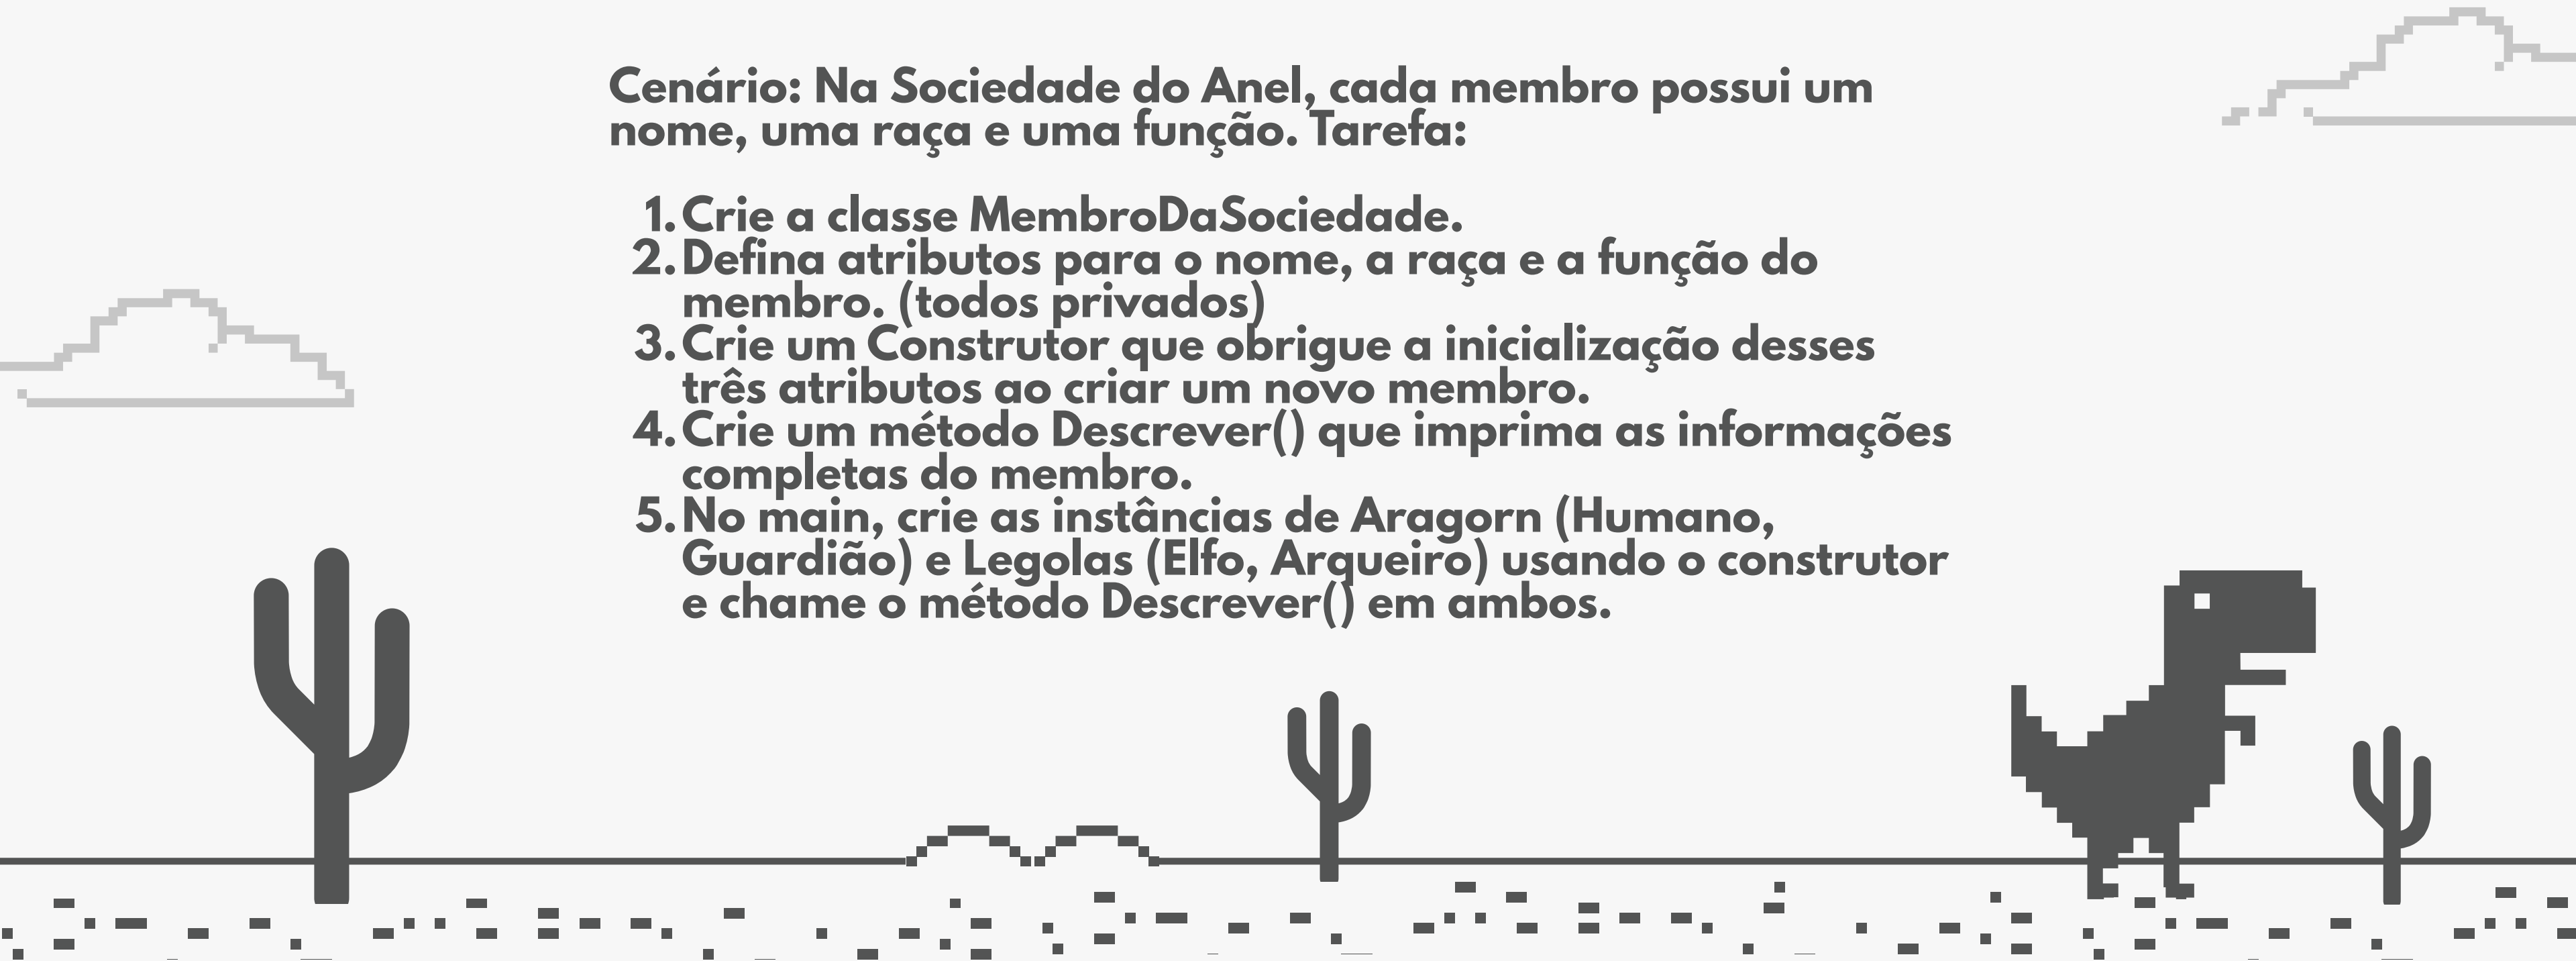 Cenário: Na Sociedade do Anel, cada membro possui um
nome, uma raça e uma função. Tarefa:
1. Crie a classe MembroDaSociedade.
2. Defina atributos para o nome, a raça e a função do
membro. (todos privados)
3. Crie um Construtor que obrigue a inicialização desses
três atributos ao criar um novo membro.
4. Crie um método Descrever() que imprima as informações
completas do membro.
5. No main, crie as instâncias de Aragorn (Humano,
Guardião) e Legolas (Elfo, Arqueiro) usando o construtor
e chame o método Descrever() em ambos.